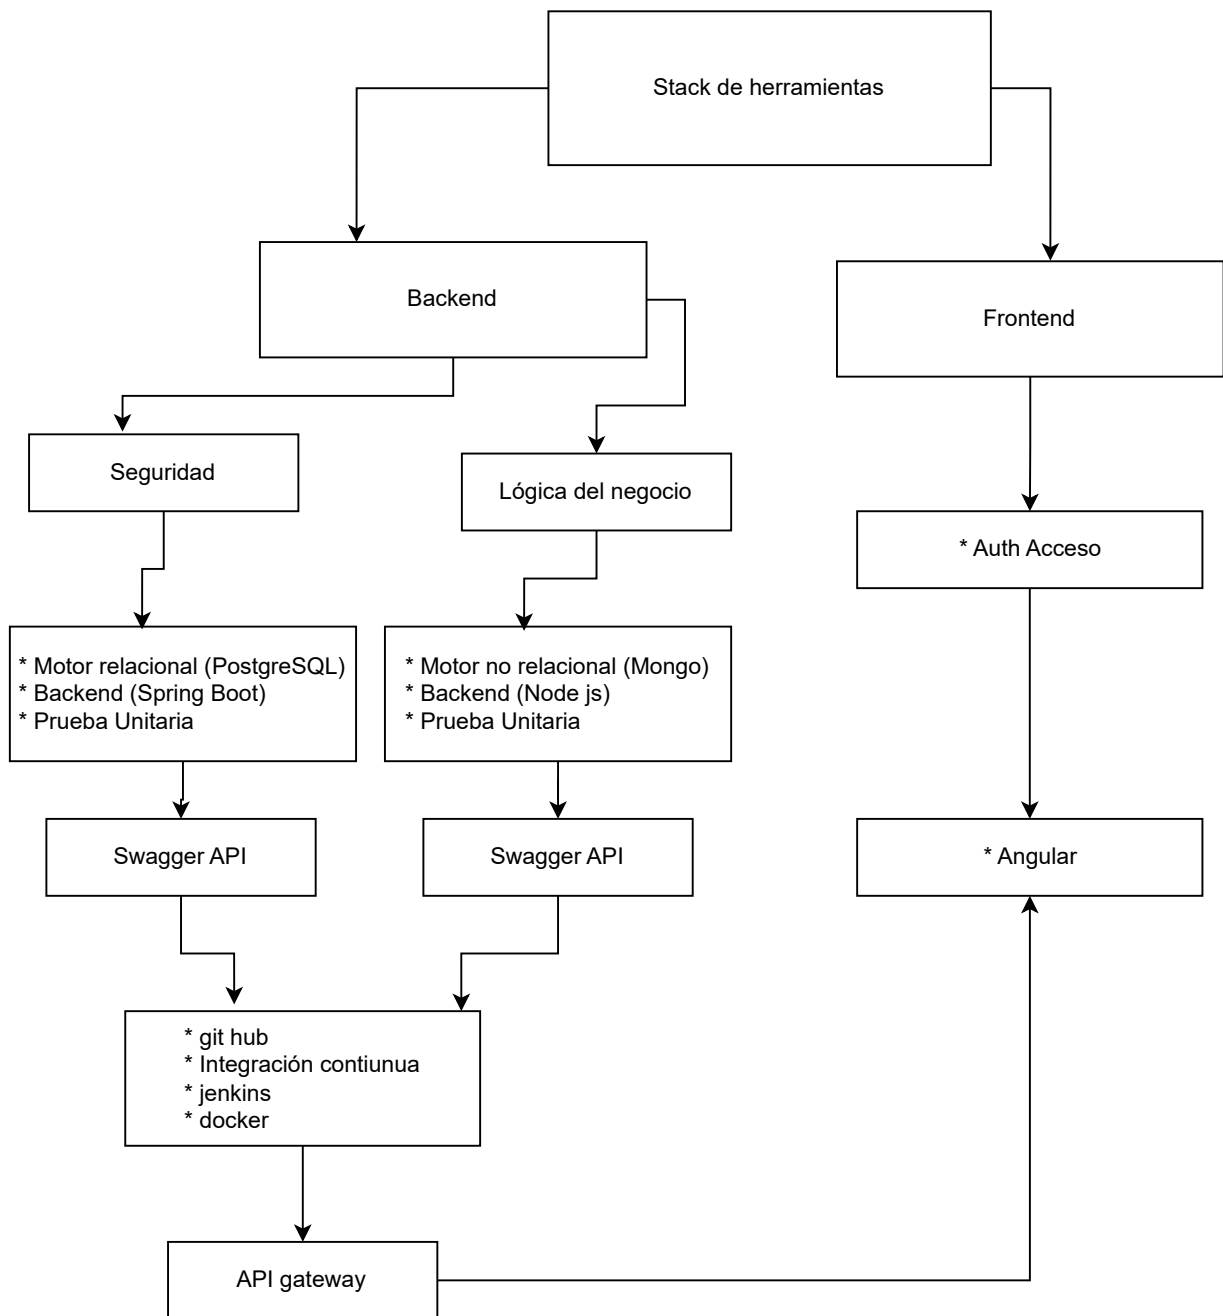 Stack de herramientas
Backend
Frontend
Seguridad
Lógica del negocio
* Auth Acceso
* Motor relacional (PostgreSQL)
* Backend (Spring Boot)
* Prueba Unitaria
* Motor no relacional (Mongo)
* Backend (Node js)
* Prueba Unitaria
Swagger API
Swagger API
* Angular
* git hub
* Integración contiunua
* jenkins
* docker
API gateway